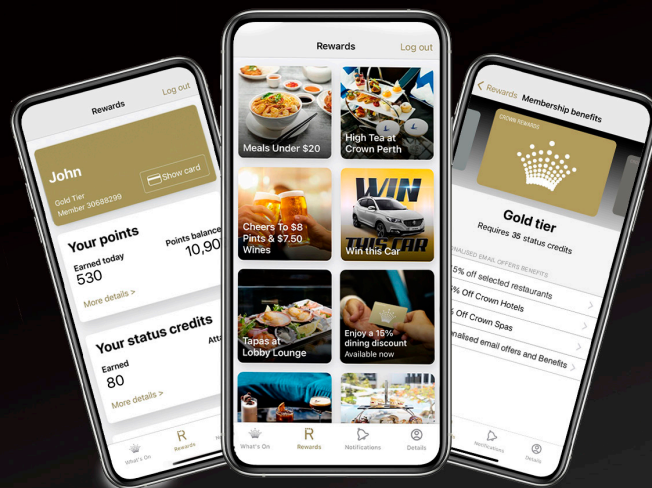 Rewards
Log out
John
Gold Tier
Member 30688299
Show card
Your points
Earned today
Points balance
530
10,90
More details >
Your status credits
Earned
80
More details >
What's On
Rewards
Rewards
Log out
Meals Under $20
High Tea at
Crown Perth
Cheers To $8
Pints & $7.50
Wines
WIN
THIS CAR
Win this Car
Tapas at
Lobby Lounge
Enjoy a 15%
dining discount
Available now
What's On
R
Rewards
Notifications
Details
Rewards
Membership benefits
CROWN REWARDS
Gold tier
Requires 35 status credits
EMAIL OFFERS BENEFITS
5% off selected restaurants
% Off Crown Hotels
Off Crown Spas
email offers and Benefits
Notifications
Details